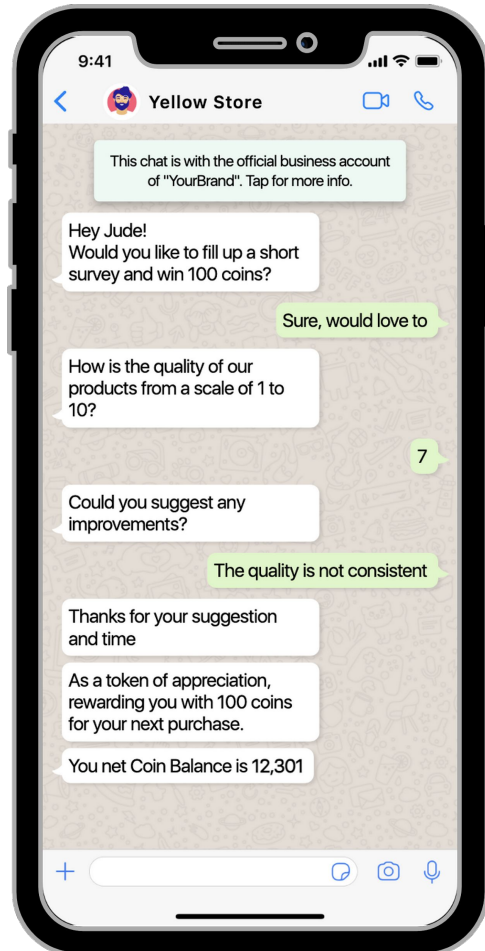 9:41
Yellow Store
This chat is with the official business account
of "YourBrand". Tap for more info.
Hey Jude!
Would you like to fill up a short
survey and win 100 coins?
Sure, would love to
How is the quality of our
products from a scale of 1 to
10?
7
Could you suggest any
improvements?
The quality is not consistent
Thanks for your suggestion
and time
As a token of appreciation,
rewarding you with 100 coins
for your next purchase.
You net Coin Balance is 12,301